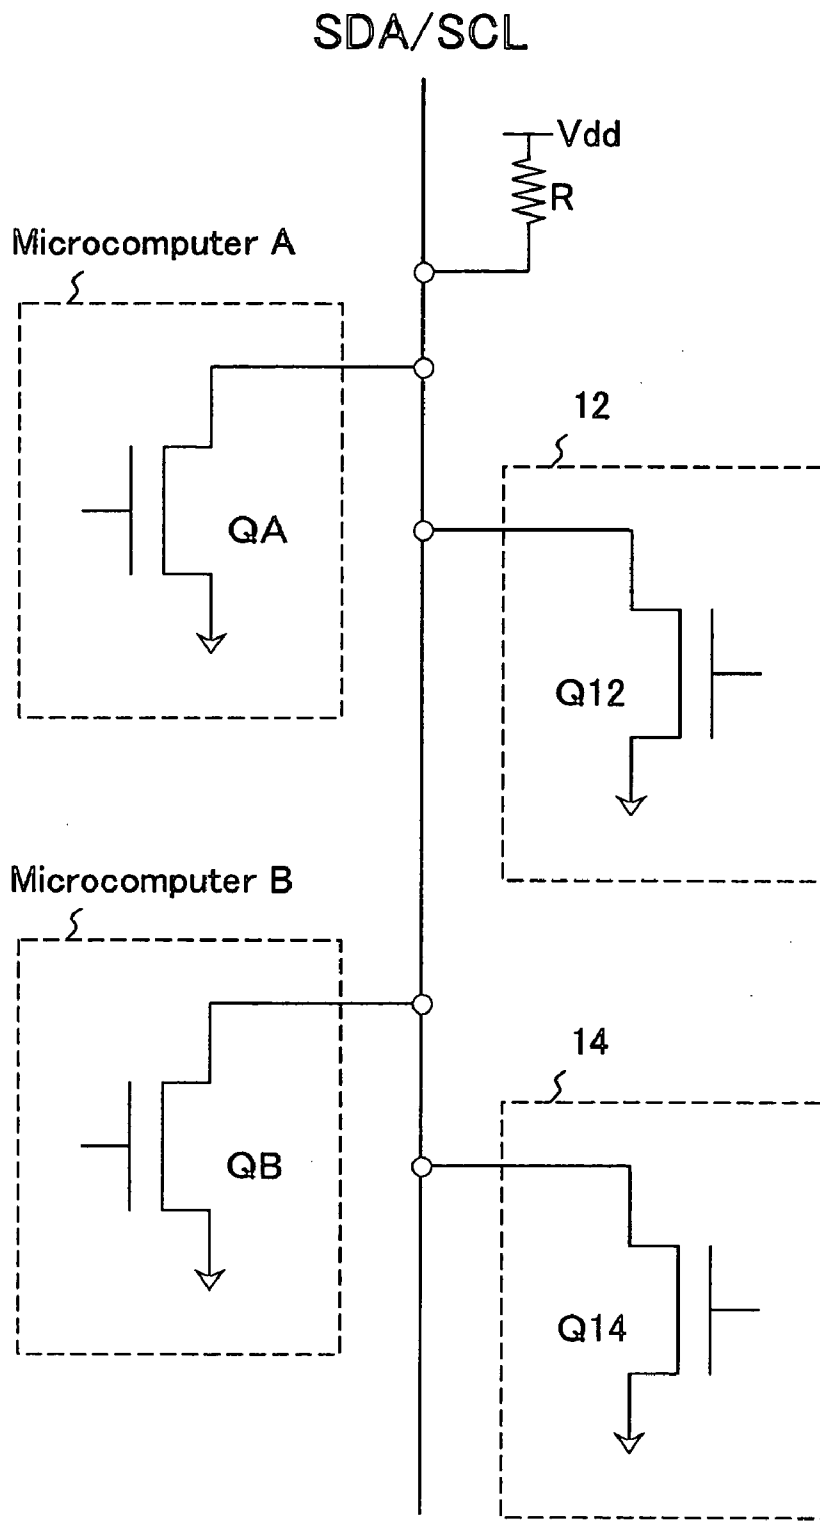 SDA/SCL
Vdd
R
Microcomputer A
12
QA
Q12
Microcomputer B
14
QB
Q14